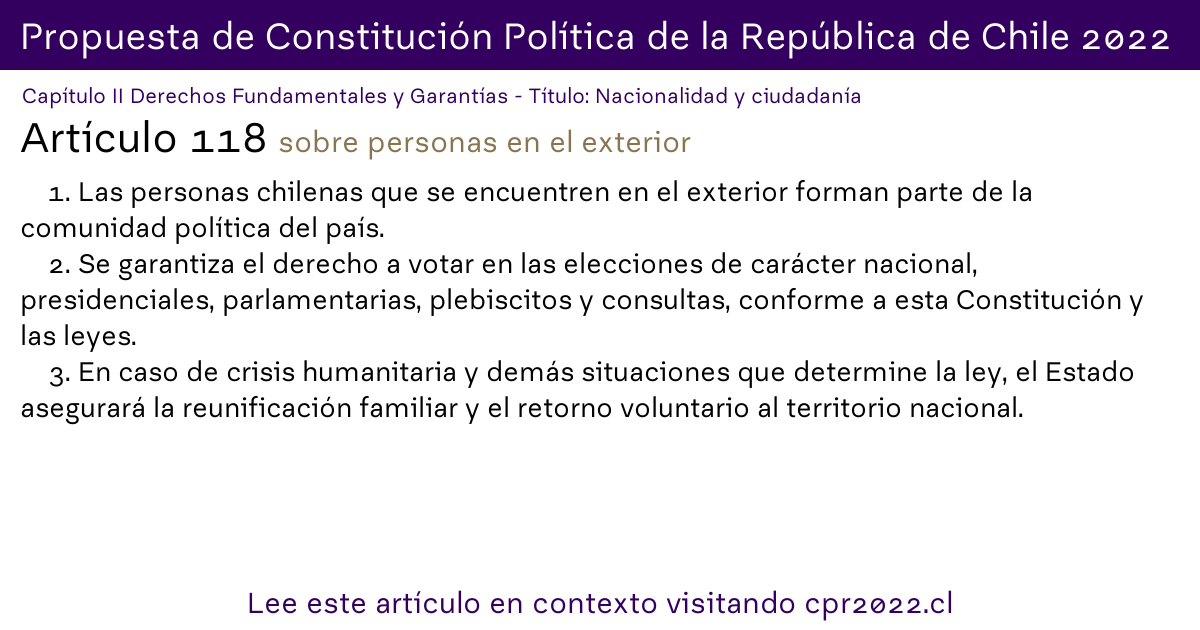 Propuesta de Constitución Política de la República de Chile 2022
Capítulo II Derechos Fundamentales y Garantías - Título: Nacionalidad y ciudadanía
Artículo 118 sobre personas en el exterior
1. Las personas chilenas que se encuentren en el exterior forman parte de la
comunidad política del país.
2. Se garantiza el derecho a votar en las elecciones de carácter nacional,
presidenciales, parlamentarias, plebiscitos y consultas, conforme a esta Constitución y
las leyes.
3. En caso de crisis humanitaria y demás situaciones que determine la ley, el Estado
asegurará la reunificación familiar y el retorno voluntario al territorio nacional.
Lee este artículo en contexto visitando cpr2022.cl